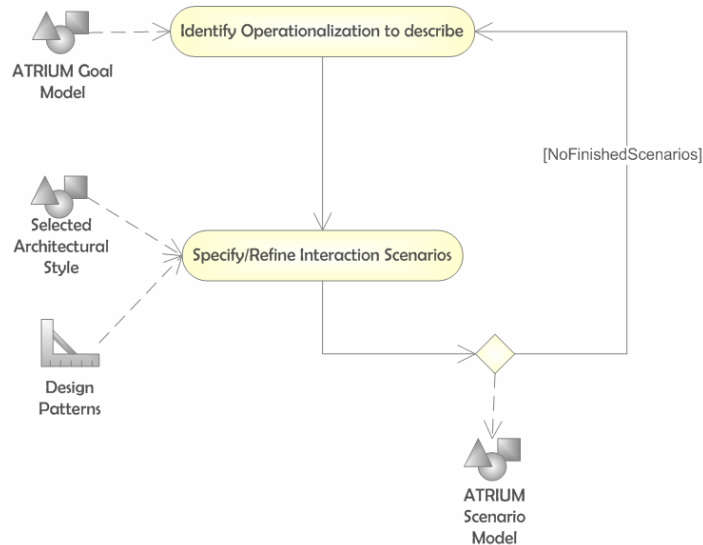 Identify Operationalization to describe
ATRIUM Goal
Model
[NoFinishedScenarios]
Selected
Architectural
Style
Specify/Refine Interaction Scenarios
Design
Patterns
ATRIUM
Scenario
Model